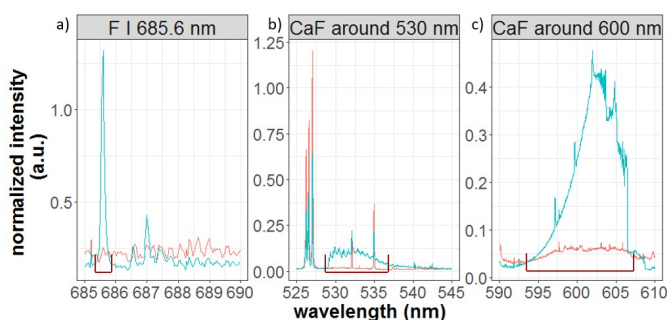 a) F I 685.6 nm
b) CaF around 530 nm
c) CaF around 600 nm
normalized intensity
(a.u.)
1.0
0.5
685 686 687 688 689 690
1.25
1.00
0.75
0.50
0.25
0.00
525 530 535 540 545
0.4
0.3
0.2
0.1
0.0
590 600 610
wavelength (nm)